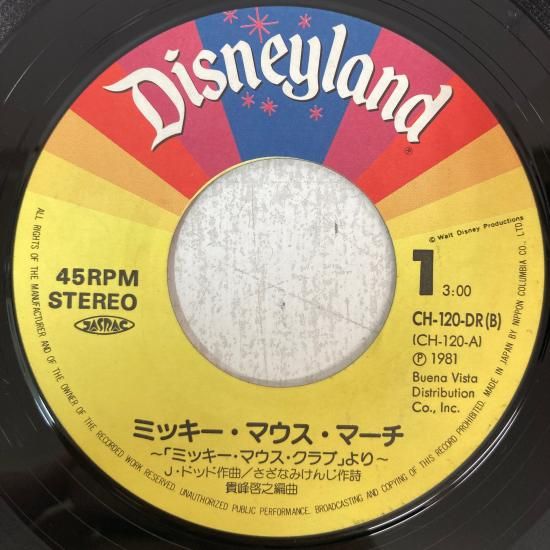 Disneyland
®
© Walt Disney Productions
45RPM
STEREO
JASRAC
1 3:00
CH-120-DR(B)
(CH-120-A)
Ⓟ 1981
Buena Vista
Distribution
Co., Inc.
ミッキー・マウス・マーチ
〜「ミッキー・マウス・クラブ」より〜
J・ドッド作曲/さざなみけんじ作詩
貴峰啓之編曲
ALL RIGHTS OF THE MANUFACTURER AND OF THE OWNER OF THE RECORDED WORK RESERVED. UNAUTHORIZED PUBLIC PERFORMANCE, BROADCASTING AND COPYING OF THIS RECORD PROHIBITED. MADE IN JAPAN BY NIPPON COLUMBIA CO., LTD.